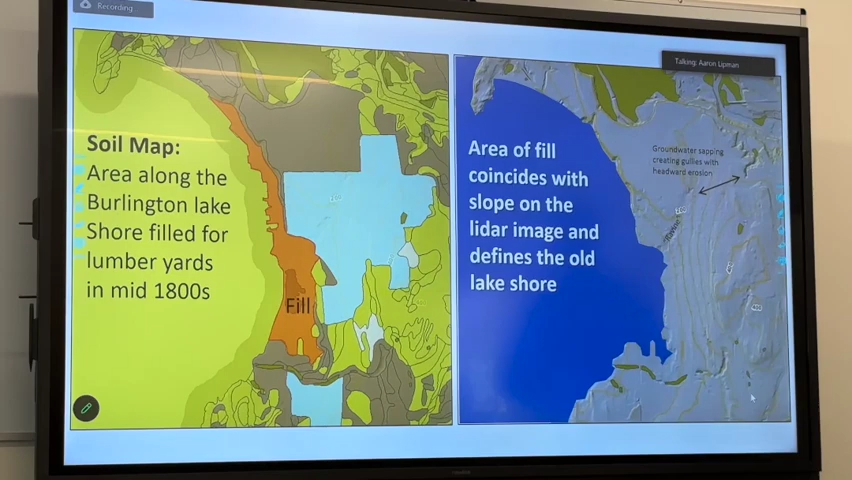 Recording...
Talking: Aaron Lipman
Soil Map:
Area along the
Burlington lake
Shore filled for
lumber yards
in mid 1800s
Fill
Area of fill
coincides with
slope on the
lidar image and
defines the old
lake shore
Groundwater sapping
creating gullies with
headward erosion
Ravine